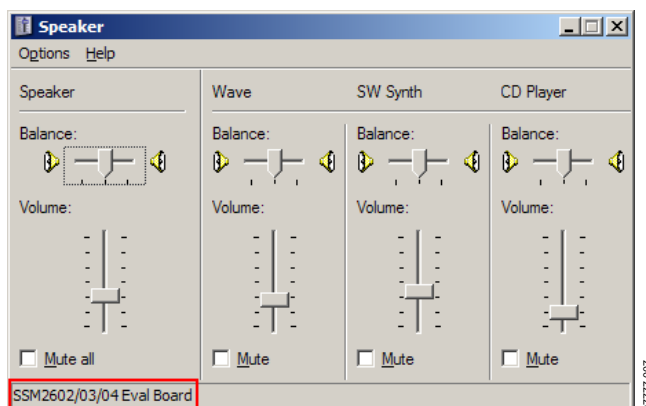 Speaker
Options Help
Speaker Wave SW Synth CD Player
Balance: Balance: Balance: Balance:
Volume: Volume: Volume: Volume:
Mute all Mute Mute Mute
SSM2602/03/04 Eval Board